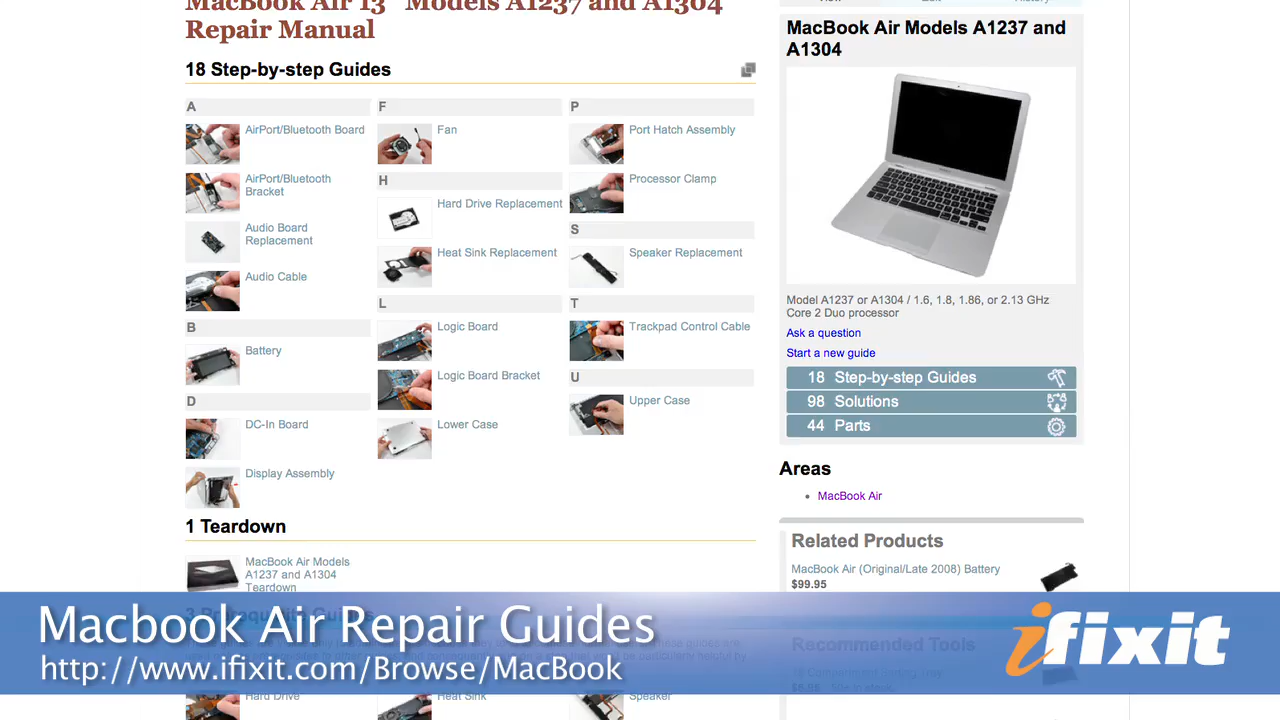 MacBook Air 13" Models A1237 and A1304
Repair Manual
18 Step-by-step Guides
A
AirPort/Bluetooth Board
AirPort/Bluetooth
Bracket
Audio Board
Replacement
Audio Cable
B
Battery
D
DC-In Board
Display Assembly
F
Fan
H
Hard Drive Replacement
Heat Sink Replacement
L
Logic Board
Logic Board Bracket
Lower Case
P
Port Hatch Assembly
Processor Clamp
S
Speaker Replacement
T
Trackpad Control Cable
U
Upper Case
1 Teardown
MacBook Air Models
A1237 and A1304
Teardown
3 Prerequisite Guides
Hard Drive
Heat Sink
Speaker
View Edit History
MacBook Air Models A1237 and
A1304
Model A1237 or A1304 / 1.6, 1.8, 1.86, or 2.13 GHz
Core 2 Duo processor
Ask a question
Start a new guide
18 Step-by-step Guides
98 Solutions
44 Parts
Areas
• MacBook Air
Related Products
MacBook Air (Original/Late 2008) Battery
$99.95
Recommended Tools
Macbook Air Repair Guides
http://www.ifixit.com/Browse/MacBook
ifixit